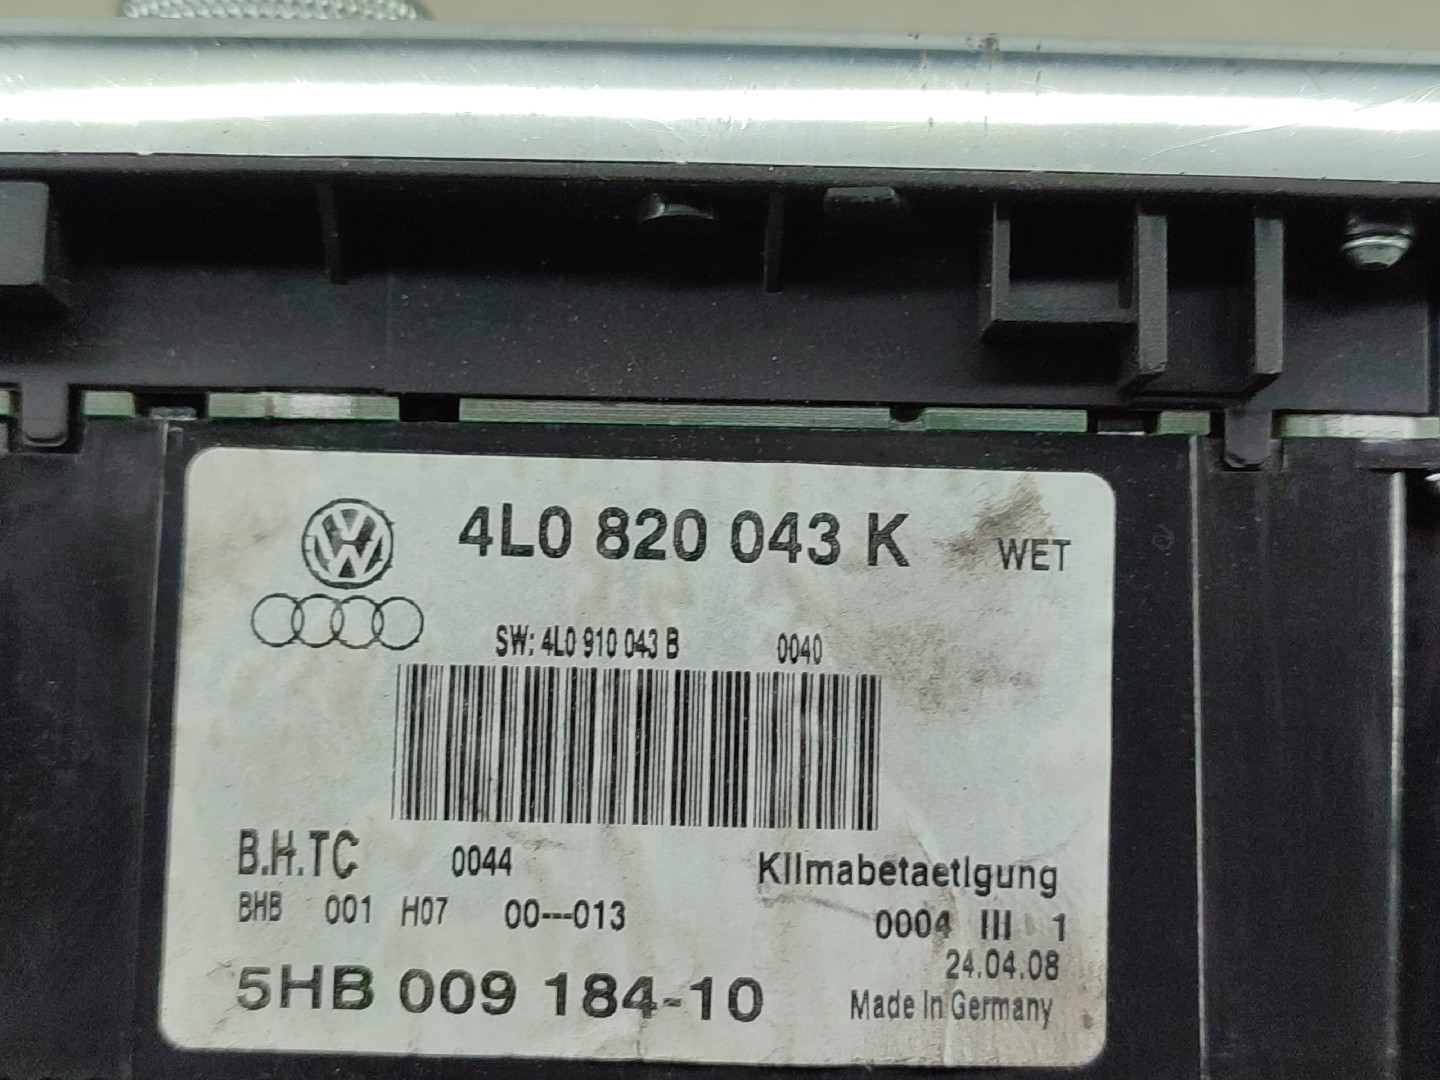 4L0 820 043 K WET
SW: 4L0 910 043 B 0040
B.H.TC 0044 Klimabetaetigung
BHB 001 H07 00---013 0004 III 1
24.04.08
5HB 009 184-10 Made In Germany